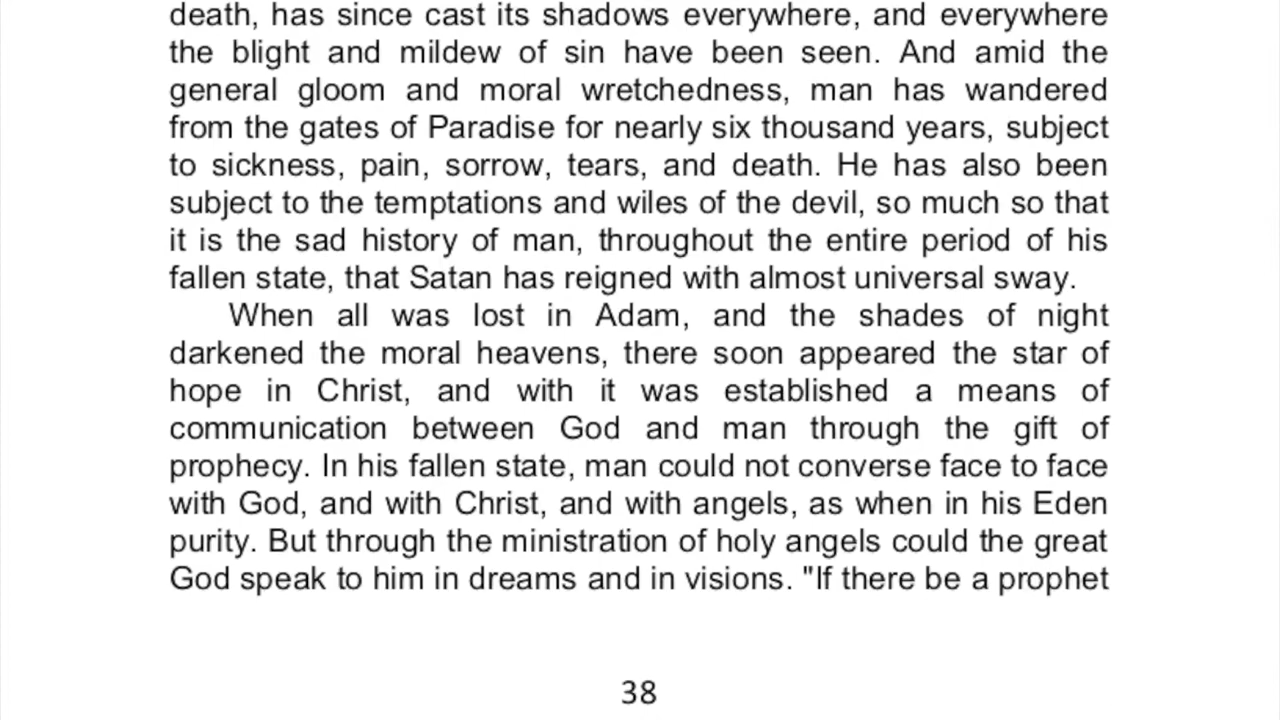 death, has since cast its shadows everywhere, and everywhere
the blight and mildew of sin have been seen. And amid the
general gloom and moral wretchedness, man has wandered
from the gates of Paradise for nearly six thousand years, subject
to sickness, pain, sorrow, tears, and death. He has also been
subject to the temptations and wiles of the devil, so much so that
it is the sad history of man, throughout the entire period of his
fallen state, that Satan has reigned with almost universal sway.
When all was lost in Adam, and the shades of night
darkened the moral heavens, there soon appeared the star of
hope in Christ, and with it was established a means of
communication between God and man through the gift of
prophecy. In his fallen state, man could not converse face to face
with God, and with Christ, and with angels, as when in his Eden
purity. But through the ministration of holy angels could the great
God speak to him in dreams and in visions. "If there be a prophet
38